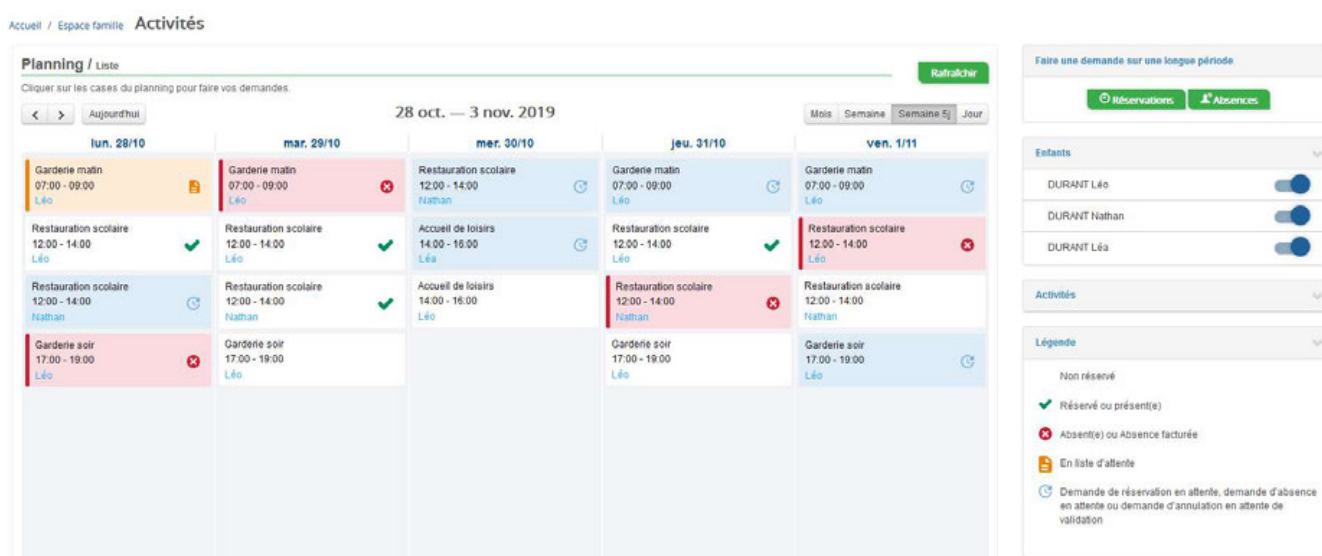 Accueil / Espace famille Activités
Planning / Liste
Rafraîchir
Cliquer sur les cases du planning pour faire vos demandes.
< > Aujourd'hui
28 oct. — 3 nov. 2019
Mois Semaine Semaine 5j Jour
lun. 28/10
Garderie matin
07:00 - 09:00
Léo
Restauration scolaire
12:00 - 14:00
Léo
Restauration scolaire
12:00 - 14:00
Nathan
Garderie soir
17:00 - 19:00
Léo
mar. 29/10
Garderie matin
07:00 - 09:00
Léo
Restauration scolaire
12:00 - 14:00
Léo
Restauration scolaire
12:00 - 14:00
Nathan
Garderie soir
17:00 - 19:00
Léo
mer. 30/10
Restauration scolaire
12:00 - 14:00
Nathan
Accueil de loisirs
14:00 - 16:00
Léa
Accueil de loisirs
14:00 - 16:00
Léo
jeu. 31/10
Garderie matin
07:00 - 09:00
Léo
Restauration scolaire
12:00 - 14:00
Léo
Restauration scolaire
12:00 - 14:00
Nathan
Garderie soir
17:00 - 19:00
Léo
ven. 1/11
Garderie matin
07:00 - 09:00
Léo
Restauration scolaire
12:00 - 14:00
Léo
Restauration scolaire
12:00 - 14:00
Nathan
Garderie soir
17:00 - 19:00
Léo
Faire une demande sur une longue période
Réservations Absences
Enfants
DURANT Léo
DURANT Nathan
DURANT Léa
Activités
Légende
Non réservé
Réservé ou présent(e)
Absent(e) ou Absence facturée
En liste d'attente
Demande de réservation en attente, demande d'absence
en attente ou demande d'annulation en attente de
validation